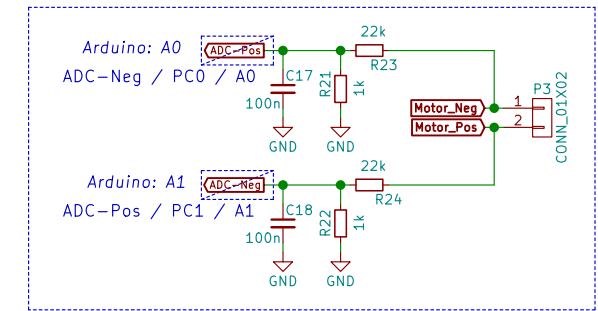 22k
Arduino: A0
ADC-Pos
R23
ADC-Neg / PC0 / A0
C17
100n
R21
1k
GND
GND
P3
CONN_01X02
Motor_Neg
1
Motor_Pos
2
22k
Arduino: A1
ADC-Neg
R24
ADC-Pos / PC1 / A1
C18
100n
R22
1k
GND
GND